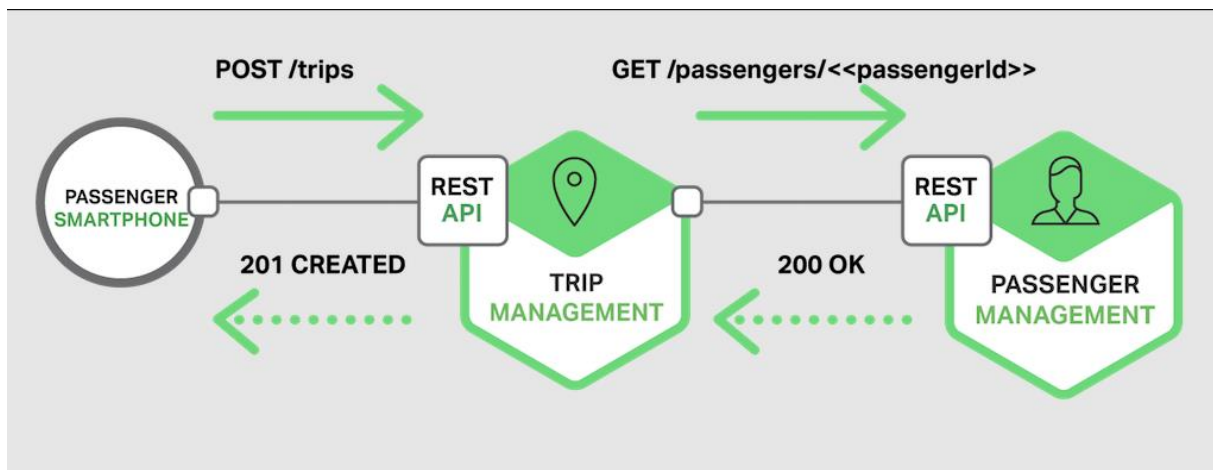 POST /trips
GET /passengers/<<passengerId>>
PASSENGER
SMARTPHONE
REST
API
REST
API
201 CREATED
TRIP
MANAGEMENT
200 OK
PASSENGER
MANAGEMENT